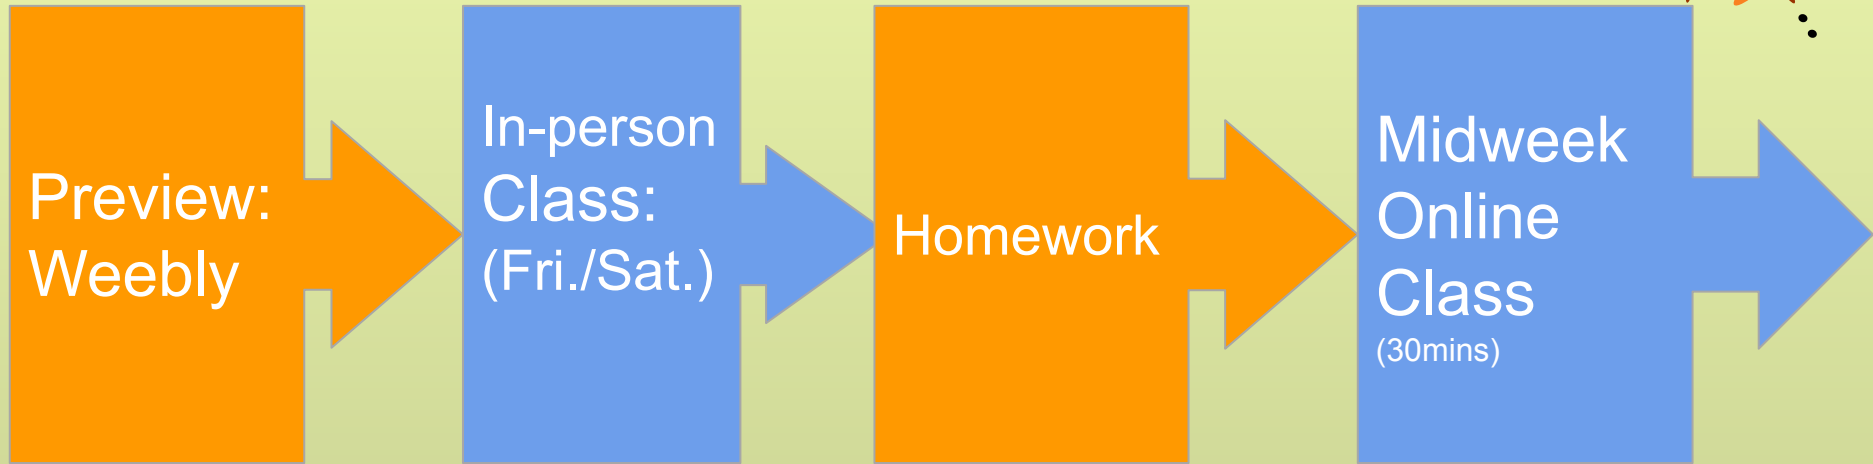 Preview:
Weebly
In-person
Class:
(Fri./Sat.)
Homework
Midweek
Online
Class
(30mins)